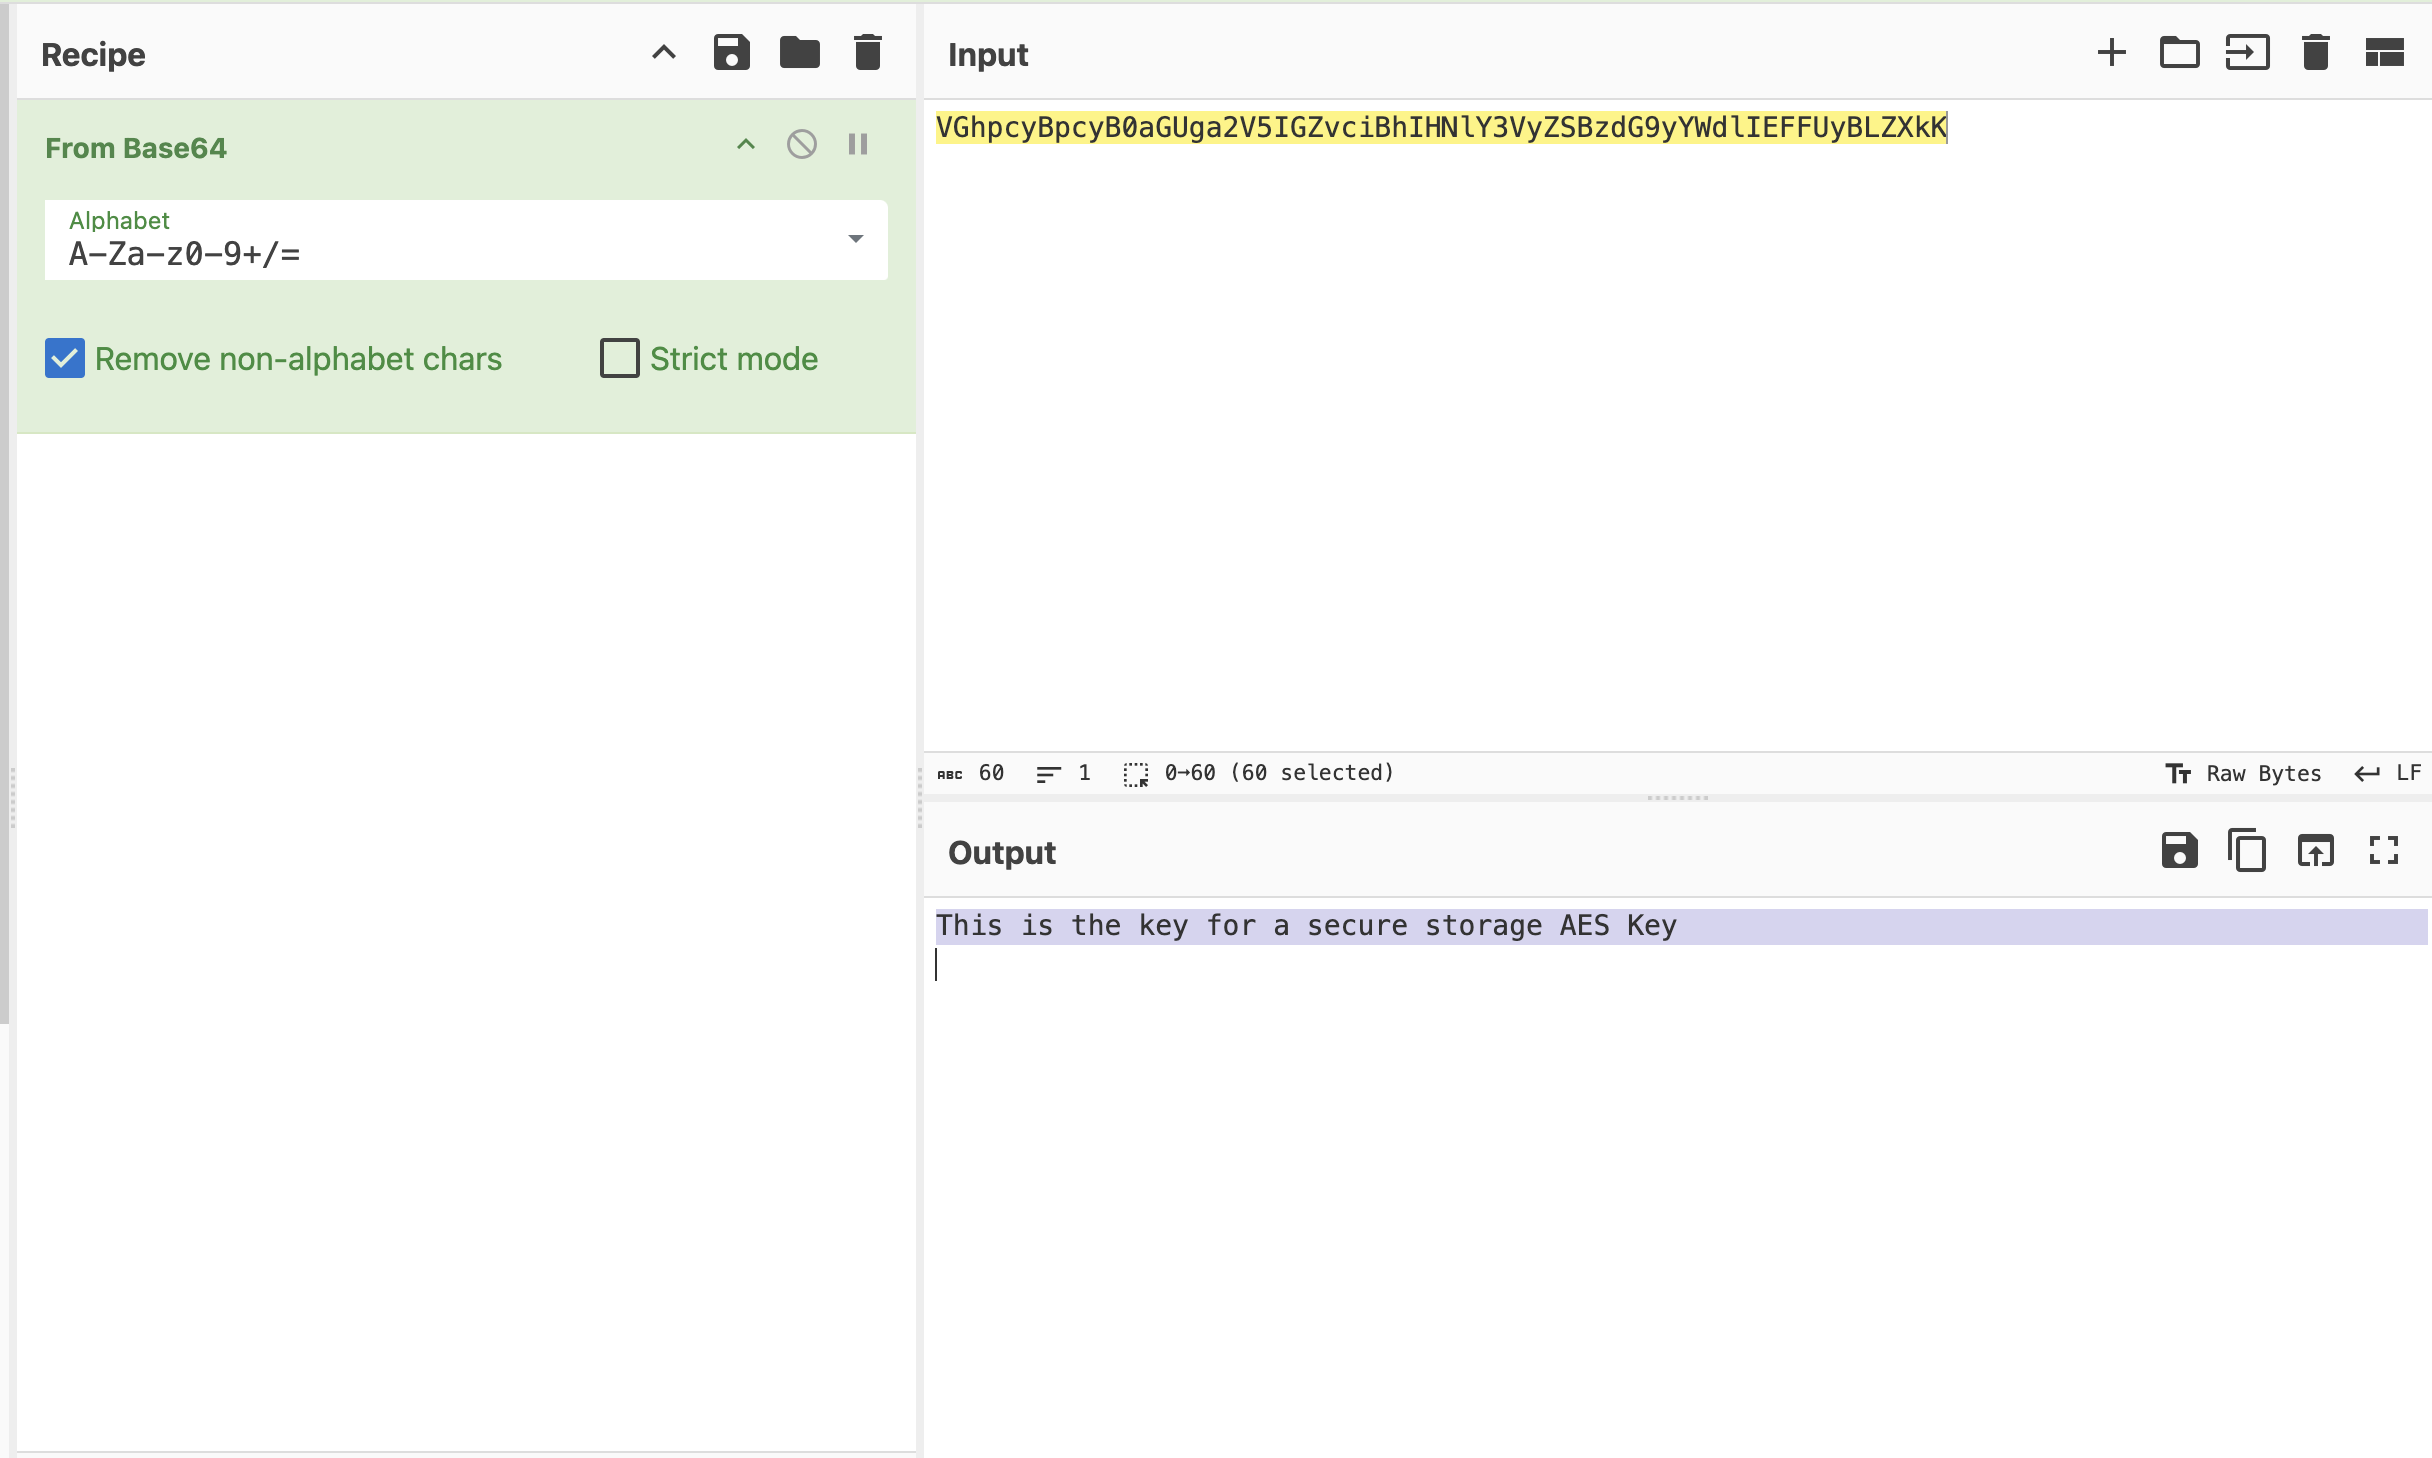 Recipe
From Base64
Alphabet
A-Za-z0-9+/=
Remove non-alphabet chars
Strict mode
Input
VGhpcyBpcyB0aGUga2V5IGZvciBhIHNlY3VyZSBzdG9yYWdlIEFFUyBLZXkK
ABC 60 1 0→60 (60 selected)
Raw Bytes LF
Output
This is the key for a secure storage AES Key